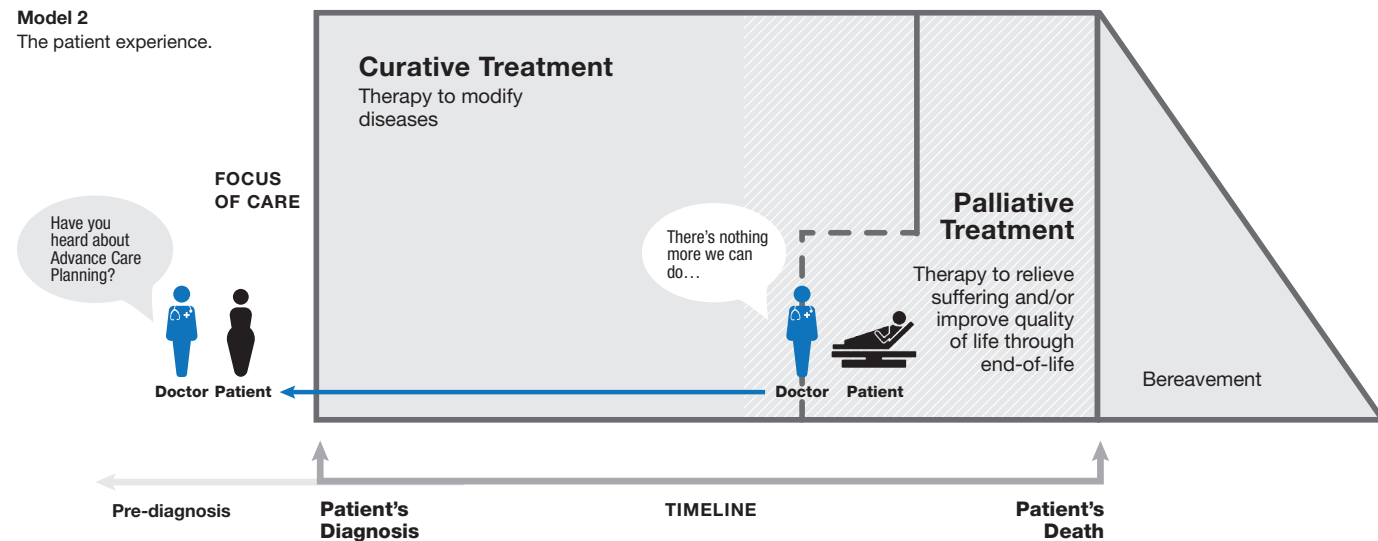 Model 2
The patient experience.
Curative Treatment
Therapy to modify
diseases
FOCUS
OF CARE
Have you
heard about
Advance Care
Planning?
Doctor Patient
There’s nothing
more we can
do…
Doctor Patient
Palliative
Treatment
Therapy to relieve
suffering and/or
improve quality
of life through
end-of-life
Bereavement
Pre-diagnosis
Patient’s
Diagnosis
TIMELINE
Patient’s
Death